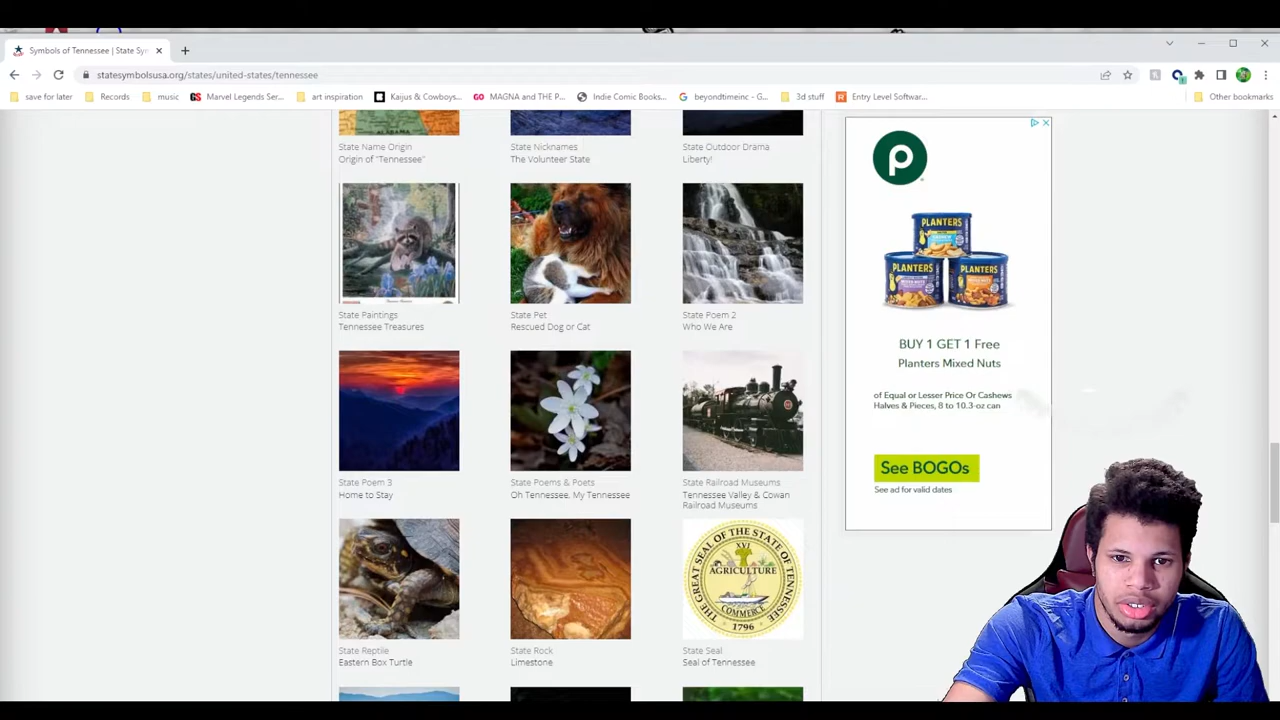 Symbols of Tennessee | State Syn
statesymbolsusa.org/states/united-states/tennessee
save for later
Records
music
Marvel Legends Ser...
art inspiration
Kaijus & Cowboys...
MAGNA and THE P...
Indie Comic Books...
beyondtimeinc - G...
3d stuff
Entry Level Softwar...
Other bookmarks
ALABAMA
State Name Origin
Origin of "Tennessee"
State Nicknames
The Volunteer State
State Outdoor Drama
Liberty!
State Paintings
Tennessee Treasures
State Pet
Rescued Dog or Cat
State Poem 2
Who We Are
State Poem 3
Home to Stay
State Poems & Poets
Oh Tennessee, My Tennessee
State Railroad Museums
Tennessee Valley & Cowan
Railroad Museums
State Reptile
Eastern Box Turtle
State Rock
Limestone
THE GREAT SEAL OF THE STATE OF TENNESSEE
XVI
AGRICULTURE
COMMERCE
1796
State Seal
Seal of Tennessee
p
PLANTERS
PLANTERS
PLANTERS
BUY 1 GET 1 Free
Planters Mixed Nuts
of Equal or Lesser Price Or Cashews
Halves & Pieces, 8 to 10.3-oz can
See BOGOs
See ad for valid dates